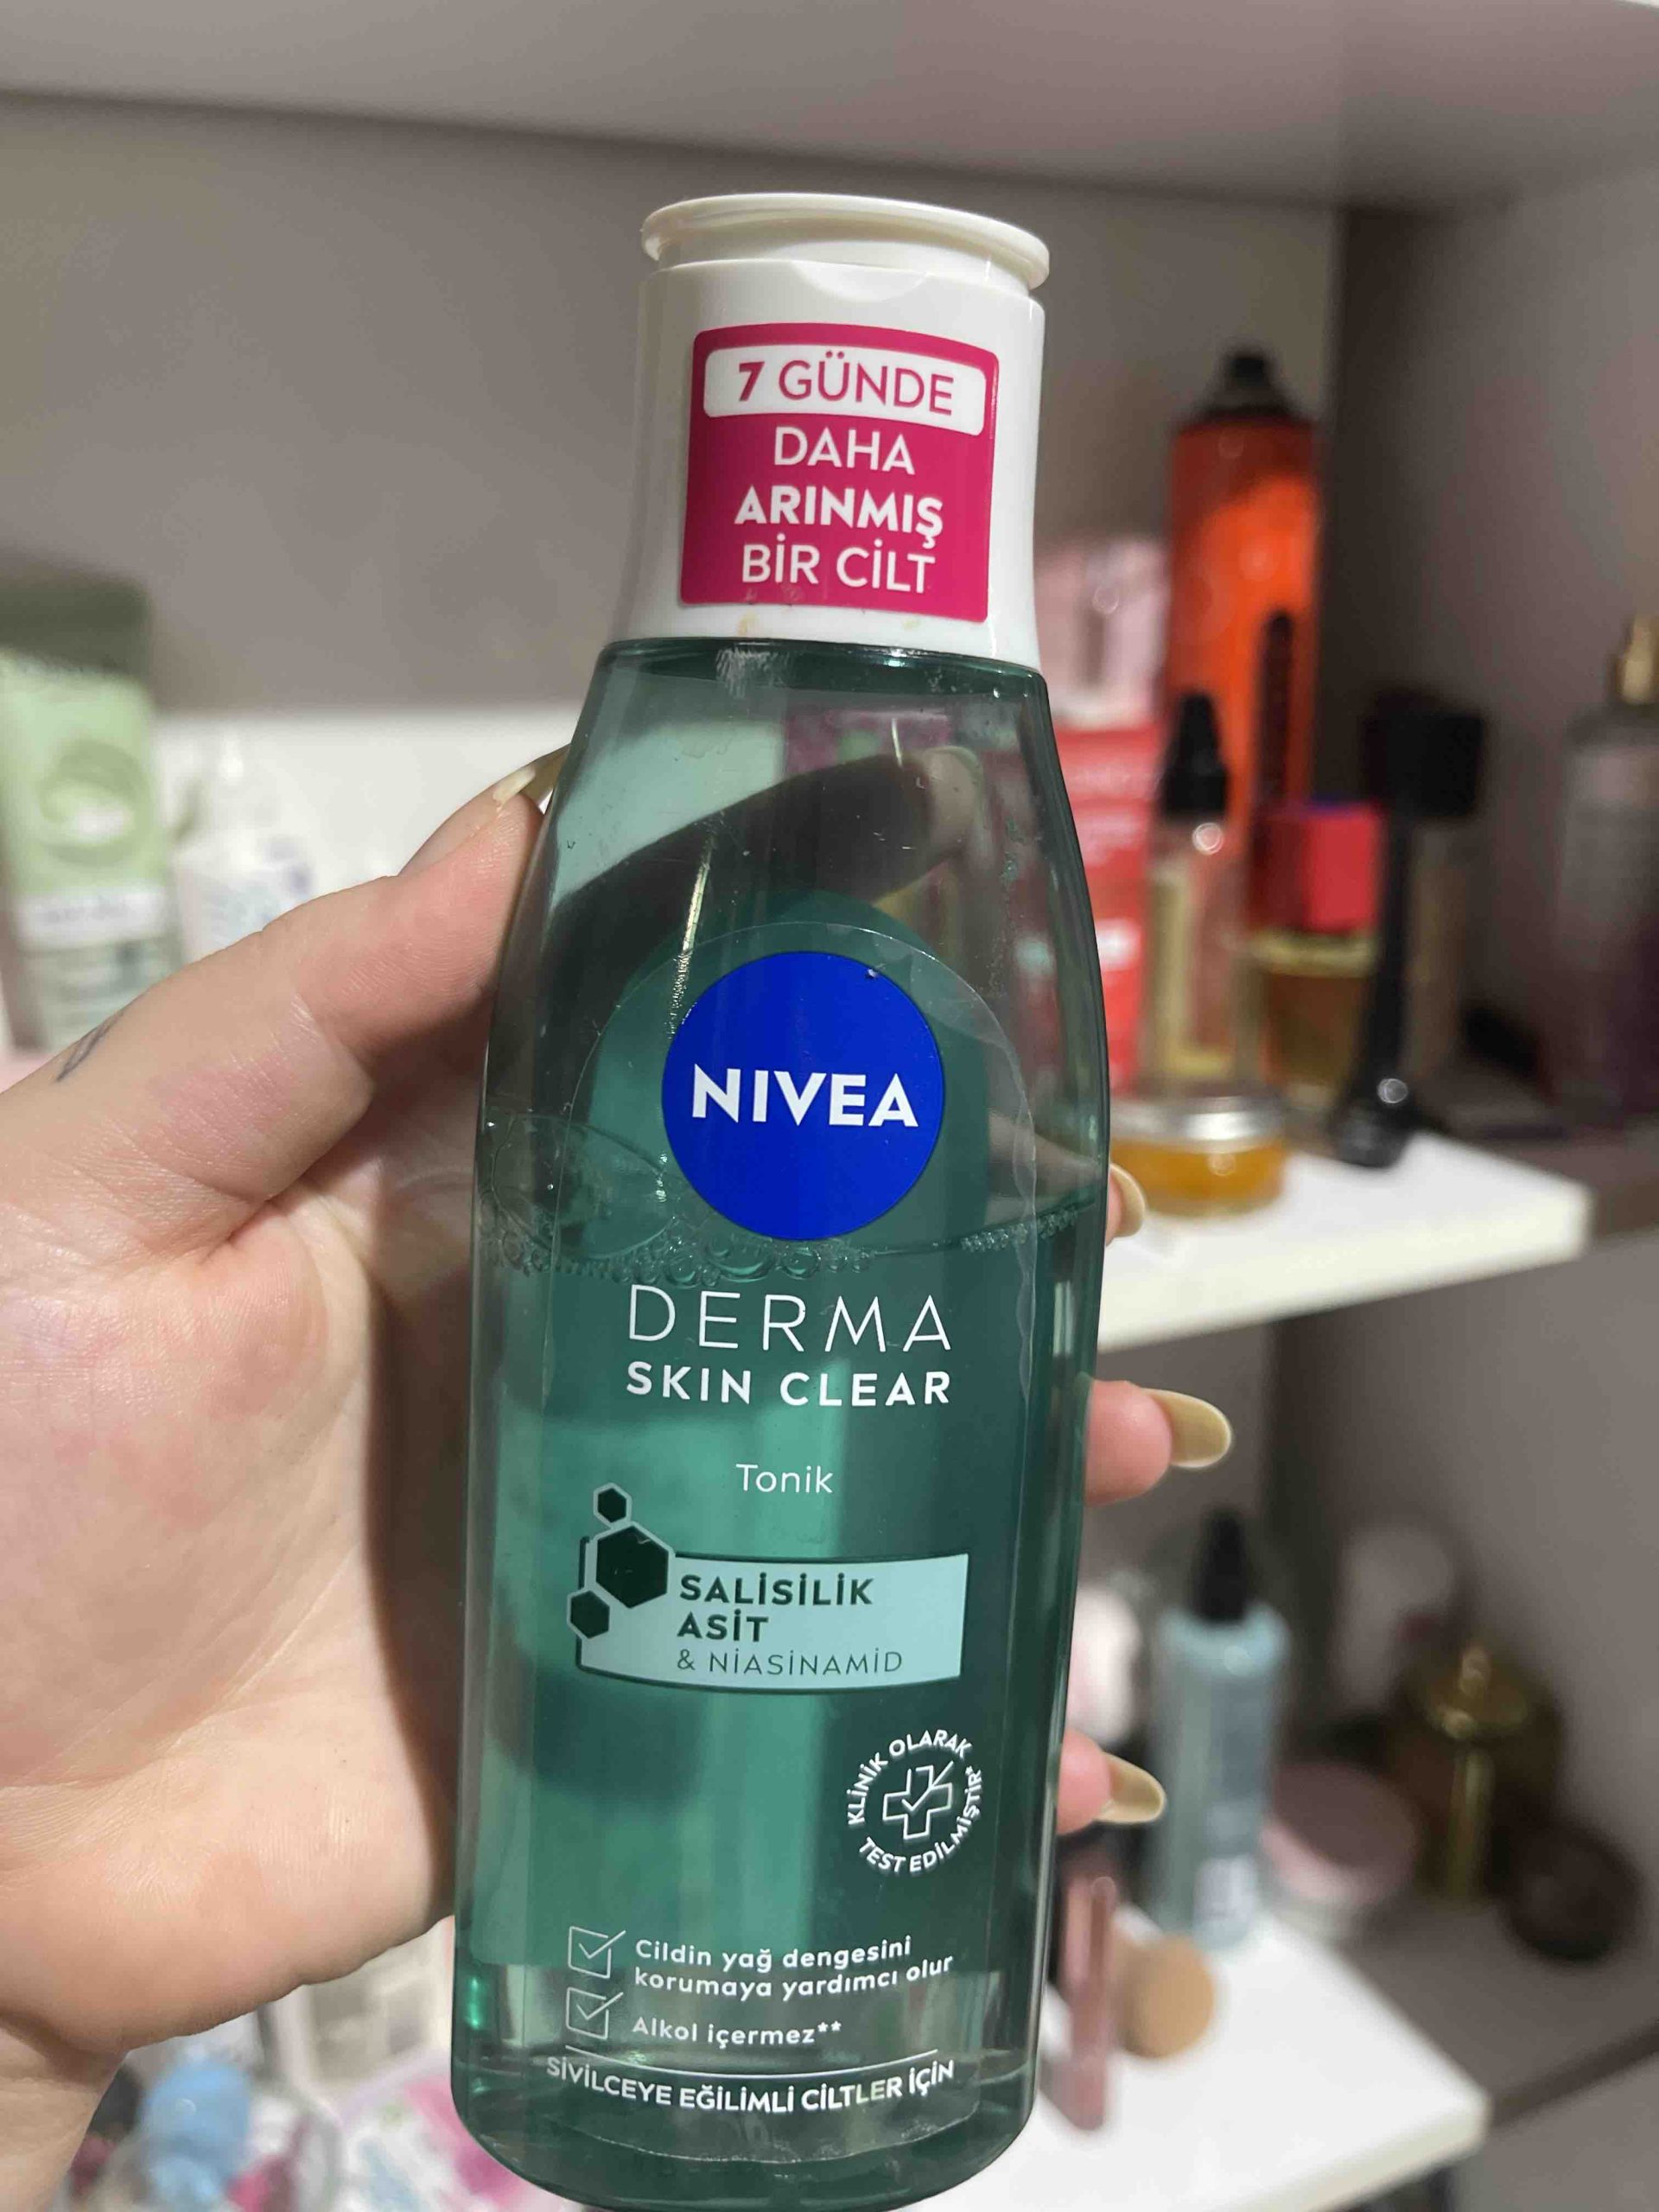 7 GÜNDE
DAHA
ARINMIŞ
BİR CİLT
NIVEA
DERMA
SKIN CLEAR
Tonik
SALİSİLİK
ASİT
& NİASİNAMİD
KLİNİK OLARAK
TEST EDİLMİŞTİR*
Cildin yağ dengesini
korumaya yardımcı olur
Alkol içermez**
SİVİLCEYE EĞİLİMLİ CİLTLER İÇİN